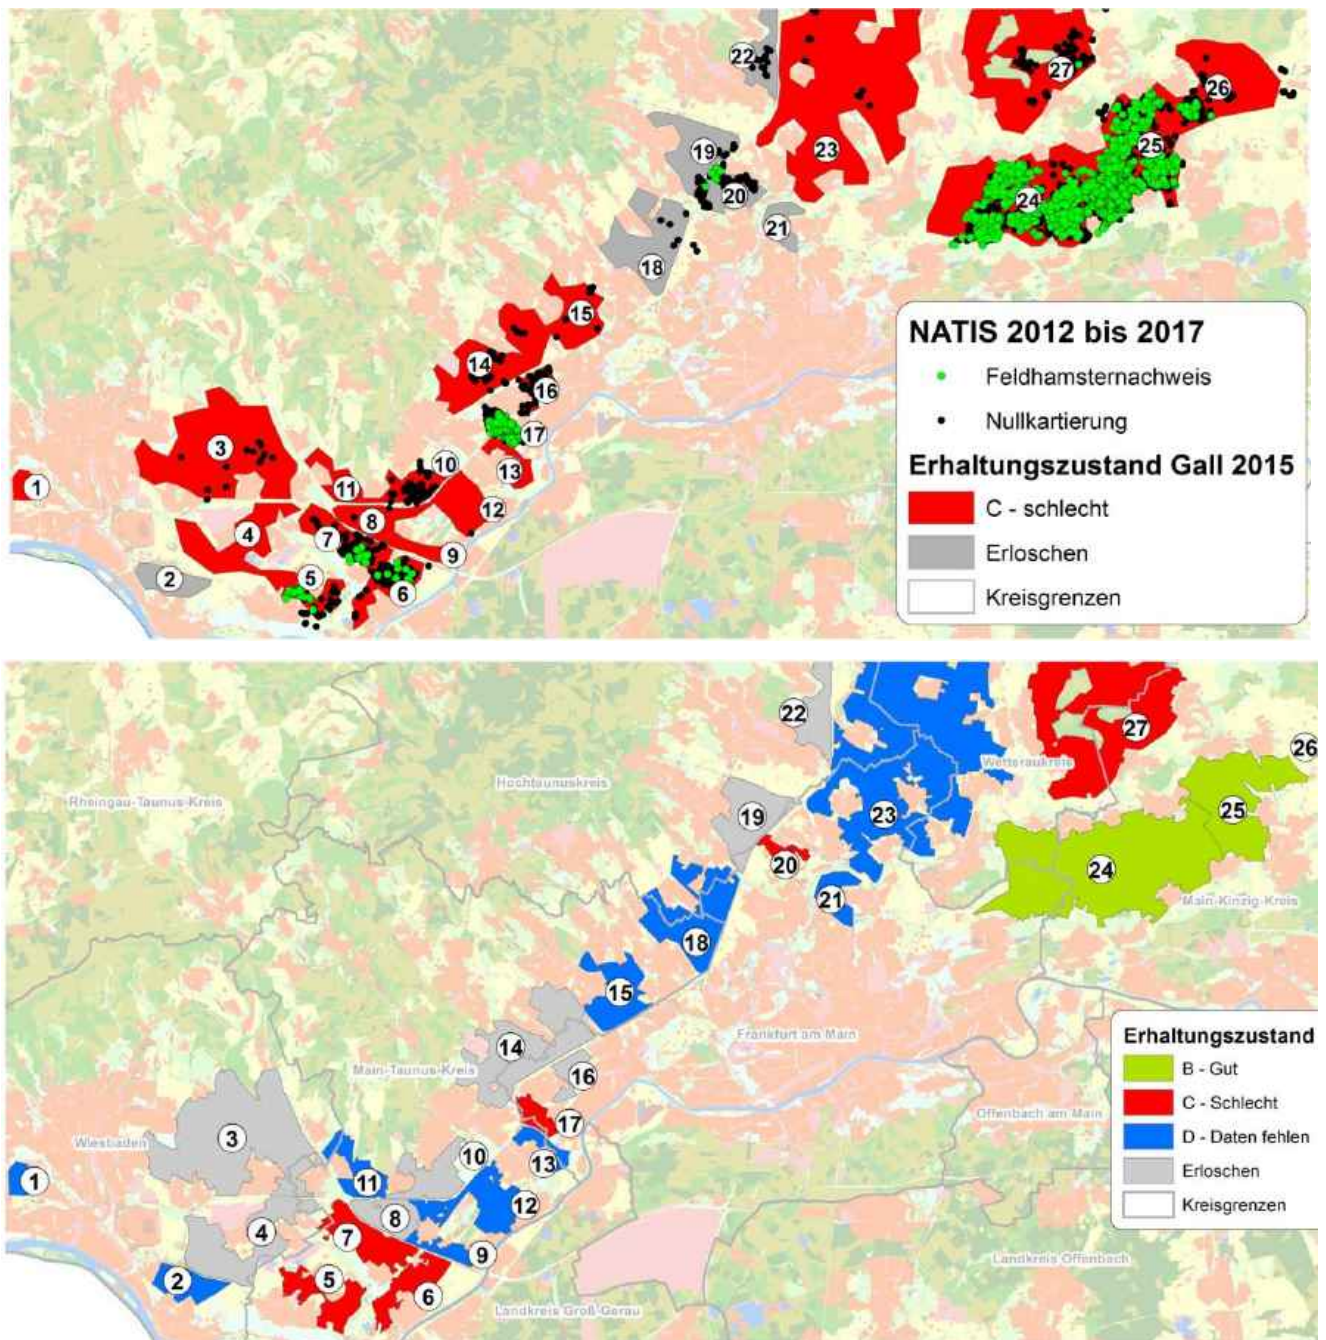 22
27
26
23
19
25
20
24
21
18
15
14
16
17
3
10
13
1
11
12
8
4
7
9
2
5
6
NATIS 2012 bis 2017
Feldhamsternachweis
Nullkartierung
Erhaltungszustand Gall 2015
C - schlecht
Erloschen
Kreisgrenzen
22
27
26
Wetteraukreis
Hochtaunuskreis
Rheingau-Taunus-Kreis
25
19
23
20
24
21
Main-Kinzig-Kreis
18
15
Frankfurt am Main
14
Main-Taunus-Kreis
16
17
Offenbach am Main
3
Wiesbaden
10
13
1
11
12
8
4
7
9
2
5
6
Landkreis Offenbach
Landkreis Groß-Gerau
Erhaltungszustand
B - Gut
C - Schlecht
D - Daten fehlen
Erloschen
Kreisgrenzen